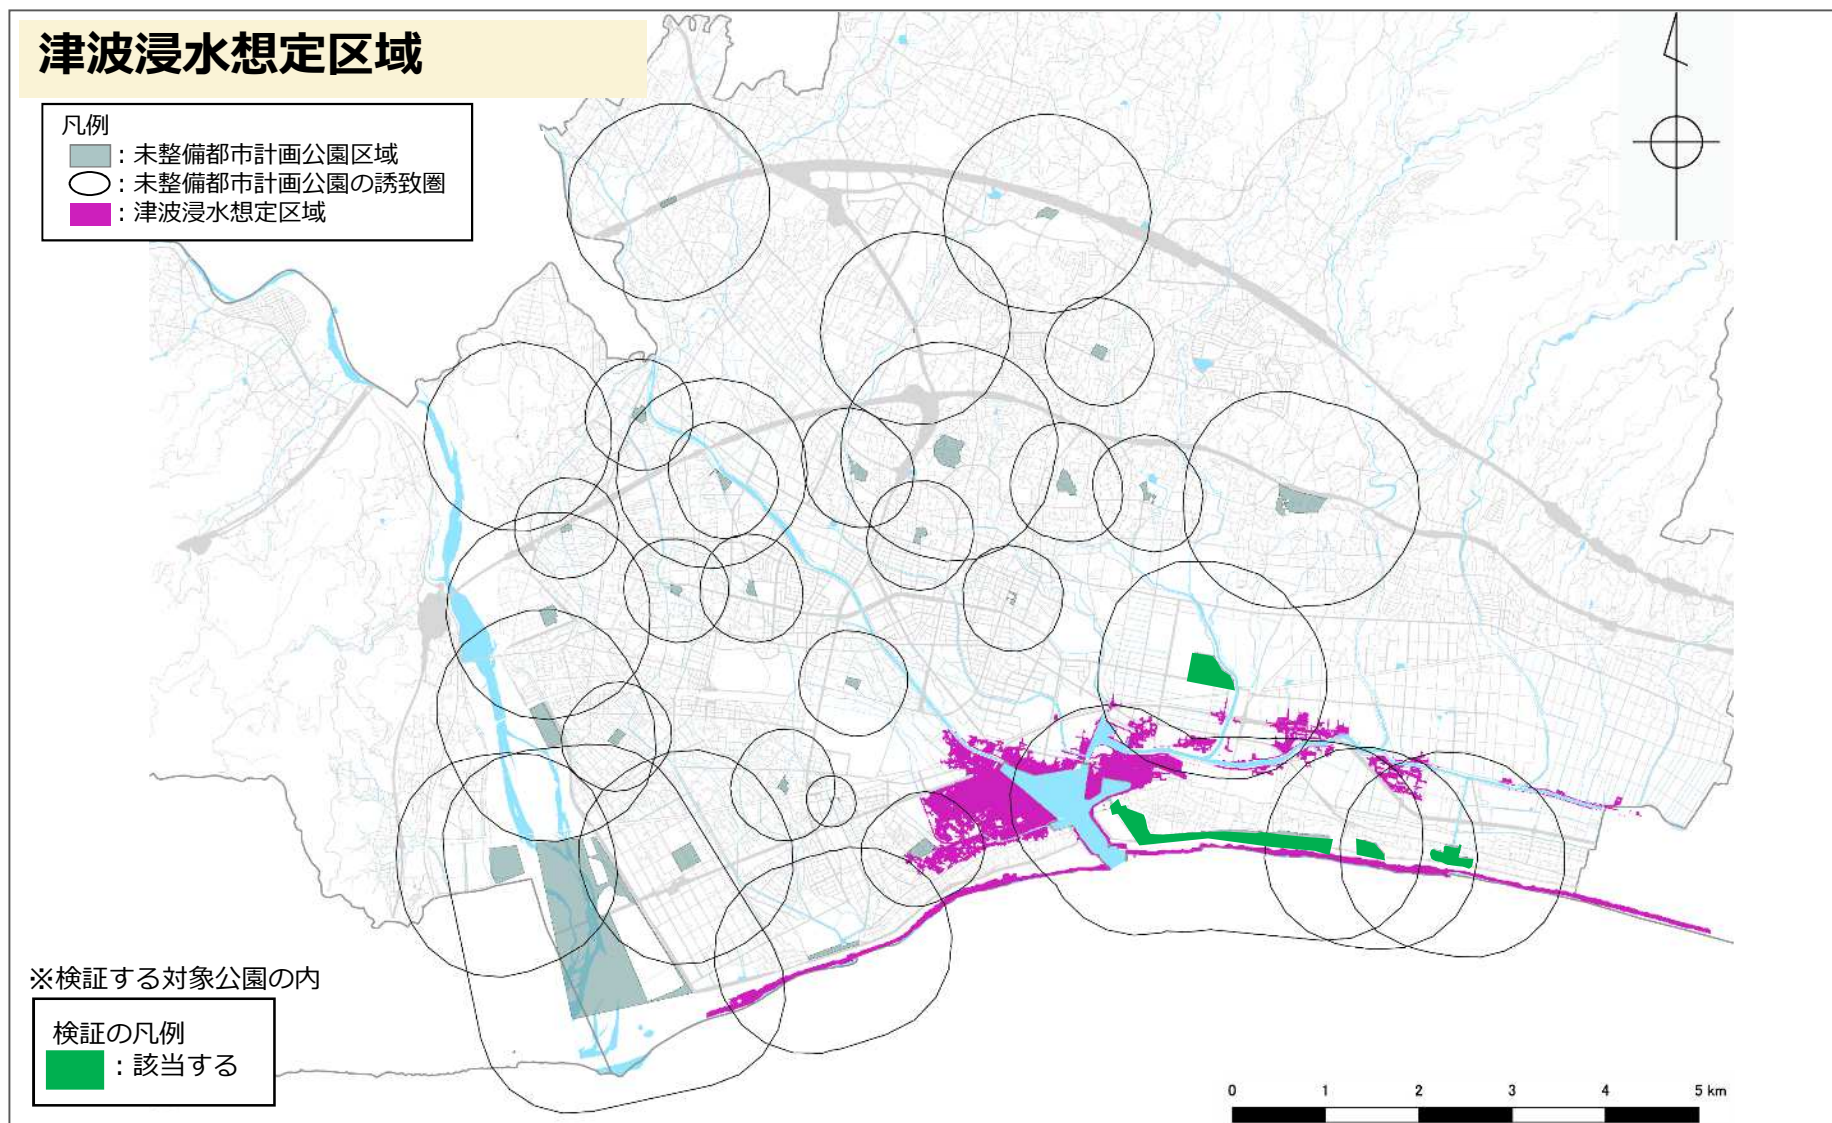 津波浸水想定区域
凡例
：未整備都市計画公園区域
：未整備都市計画公園の誘致圏
：津波浸水想定区域
※検証する対象公園の内
検証の凡例
：該当する
0 1 2 3 4 5 km